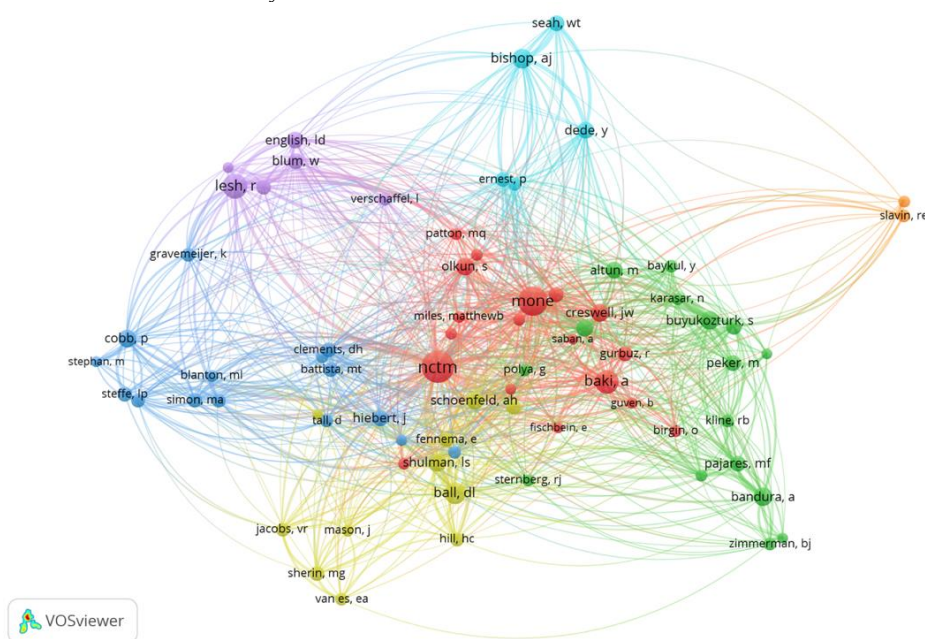 seah, wt
bishop, aj
dede, y
english, ld
blum, w
lesh, r
ernest, p
verschaffel, l
slavin, re
patton, mq
gravemeijer, k
olkun, s
altun, m
baykul, y
karasar, n
mone
creswell, jw
miles, matthewb
buyukozturk, s
cobb, p
saban, a
clements, dh
gurbuz, r
stephan, m
battista, mt
nctm
polya, g
peker, m
blanton, ml
baki, a
steffe, lp
simon, ma
schoenfeld, ah
guven, b
tall, d
hiebert, j
kline, rb
fischbein, e
birgin, o
fennema, e
shulman, ls
pajares, mf
sternberg, rj
ball, dl
bandura, a
jacobs, vr
mason, j
hill, hc
zimmerman, bj
sherin, mg
van es, ea
VOSviewer